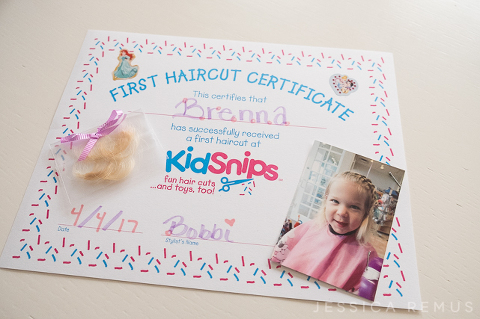 FIRST HAIRCUT CERTIFICATE
This certifies that
Brenna
has successfully received
a first haircut at
KidSnips
fun hair cuts
...and toys, too!
4/4/17
Bobbi
Date
Stylist's Name
JESSICA REMUS